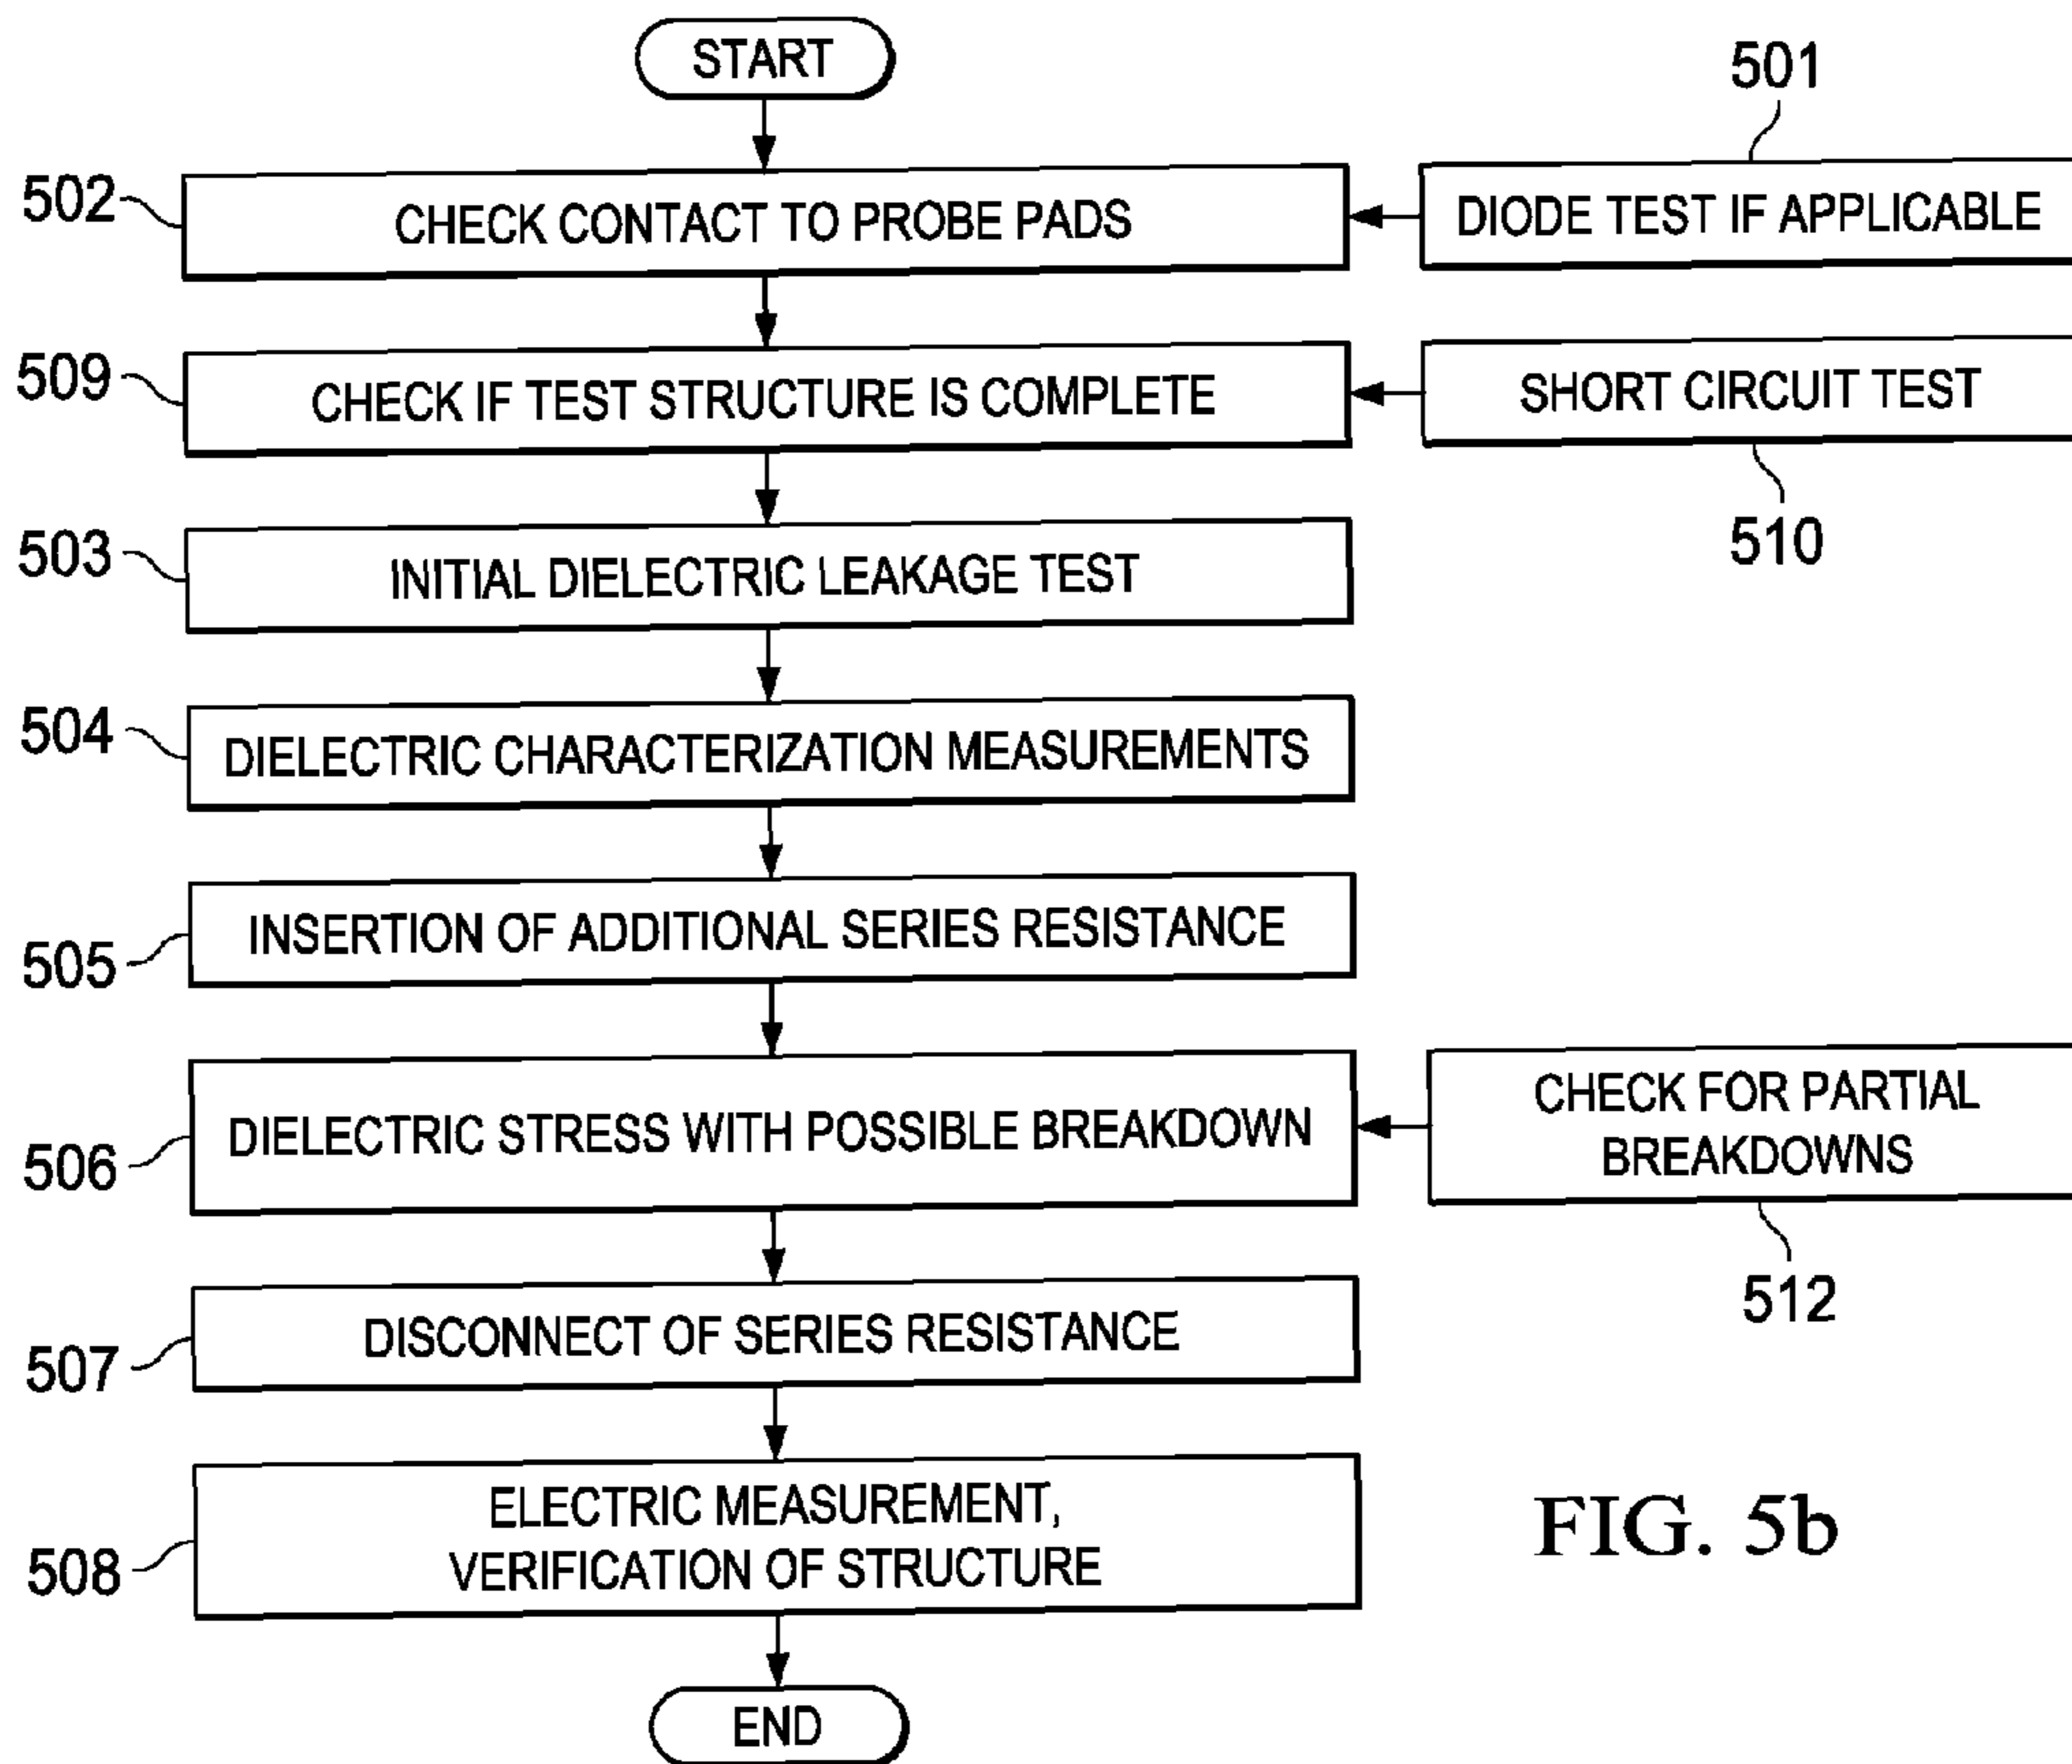 START
501
502
CHECK CONTACT TO PROBE PADS
DIODE TEST IF APPLICABLE
509
CHECK IF TEST STRUCTURE IS COMPLETE
SHORT CIRCUIT TEST
510
503
INITIAL DIELECTRIC LEAKAGE TEST
504
DIELECTRIC CHARACTERIZATION MEASUREMENTS
505
INSERTION OF ADDITIONAL SERIES RESISTANCE
506
DIELECTRIC STRESS WITH POSSIBLE BREAKDOWN
CHECK FOR PARTIAL
BREAKDOWNS
512
507
DISCONNECT OF SERIES RESISTANCE
508
ELECTRIC MEASUREMENT,
VERIFICATION OF STRUCTURE
FIG. 5b
END